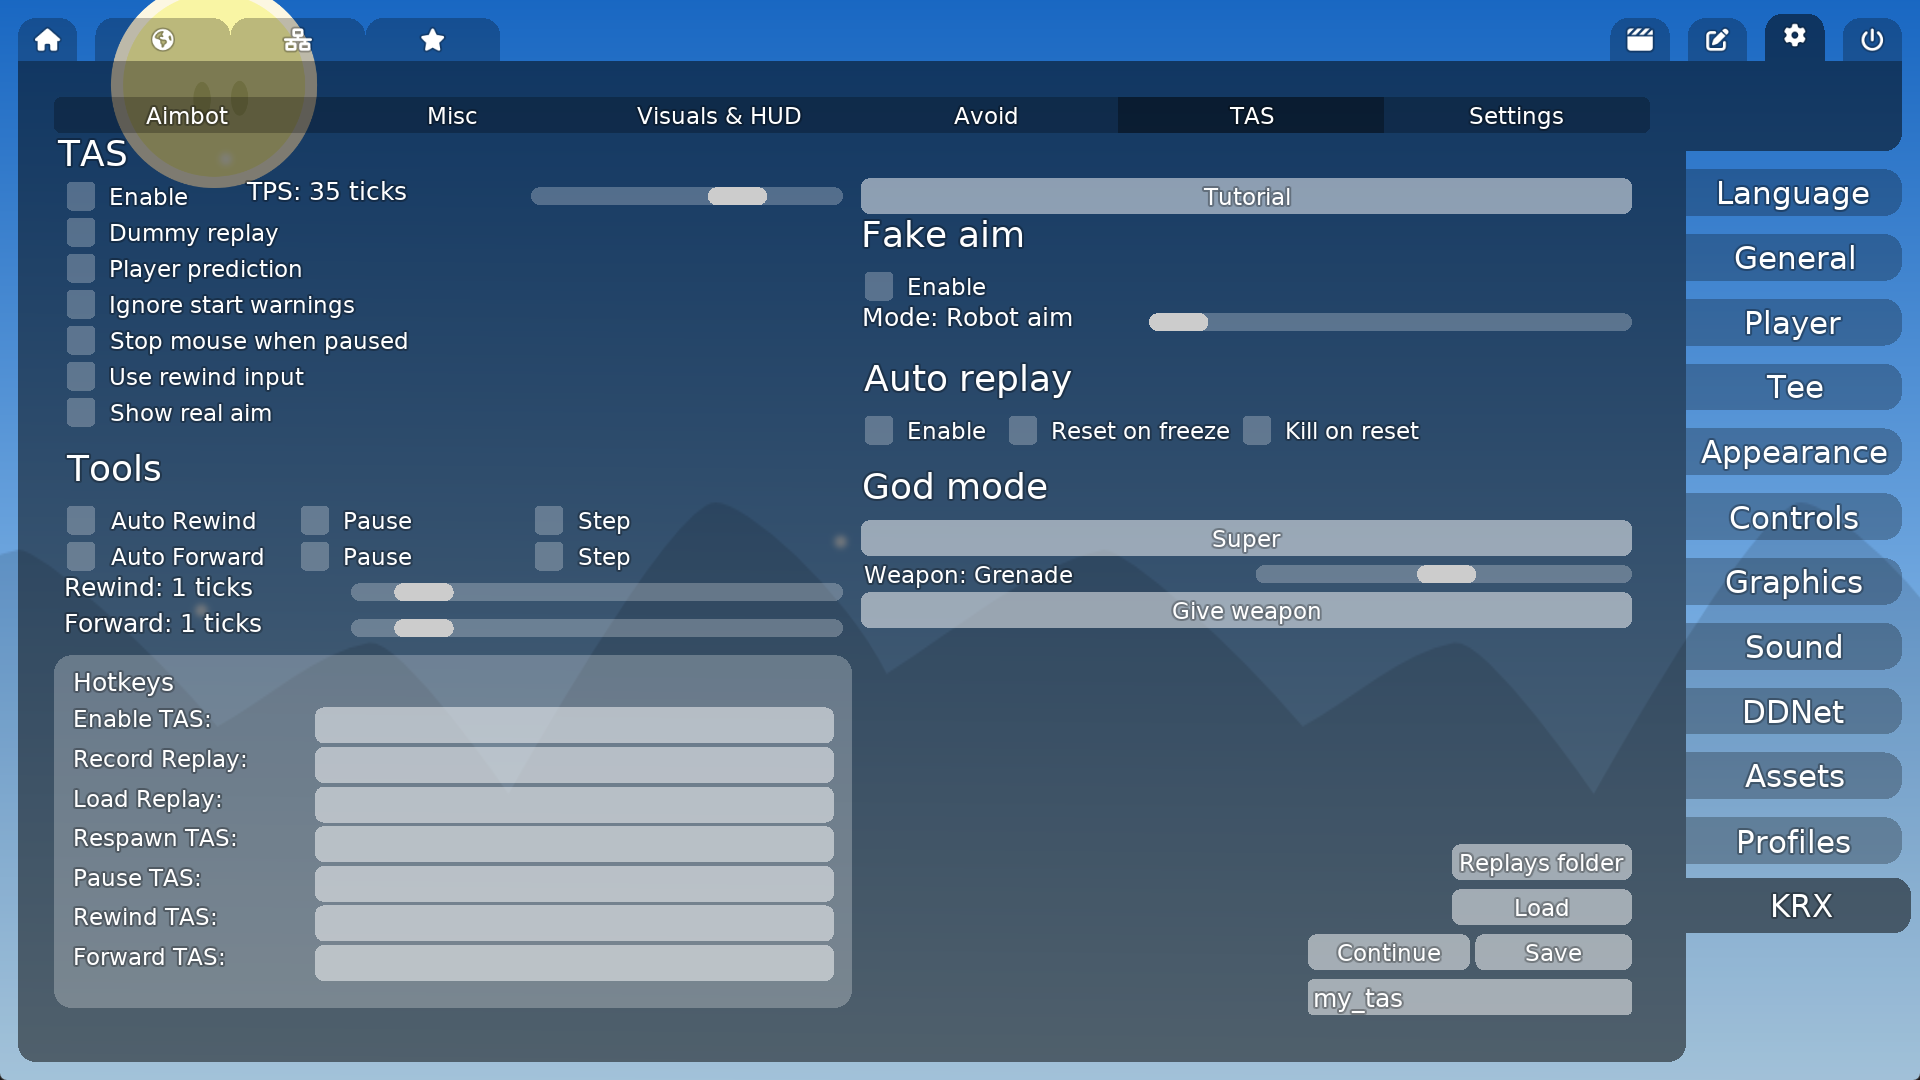 Aimbot Misc Visuals & HUD Avoid TAS Settings
TAS
Enable TPS: 35 ticks
Dummy replay
Player prediction
Ignore start warnings
Stop mouse when paused
Use rewind input
Show real aim
Tools
Auto Rewind Pause Step
Auto Forward Pause Step
Rewind: 1 ticks
Forward: 1 ticks
Hotkeys
Enable TAS:
Record Replay:
Load Replay:
Respawn TAS:
Pause TAS:
Rewind TAS:
Forward TAS:
Tutorial
Fake aim
Enable
Mode: Robot aim
Auto replay
Enable Reset on freeze Kill on reset
God mode
Super
Weapon: Grenade
Give weapon
Replays folder
Load
Continue Save
my_tas
Language
General
Player
Tee
Appearance
Controls
Graphics
Sound
DDNet
Assets
Profiles
KRX